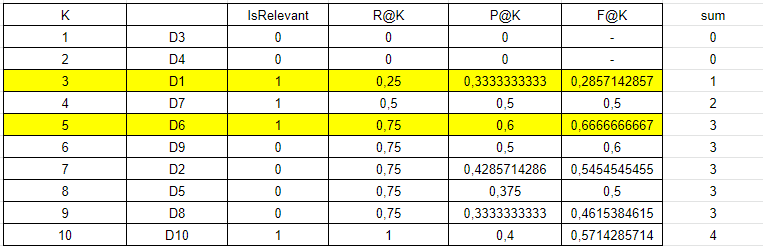 K IsRelevant R@K P@K F@K sum
1 D3 0 0 0 - 0
2 D4 0 0 0 - 0
3 D1 1 0,25 0,3333333333 0,2857142857 1
4 D7 1 0,5 0,5 0,5 2
5 D6 1 0,75 0,6 0,6666666667 3
6 D9 0 0,75 0,5 0,6 3
7 D2 0 0,75 0,4285714286 0,5454545455 3
8 D5 0 0,75 0,375 0,5 3
9 D8 0 0,75 0,3333333333 0,4615384615 3
10 D10 1 1 0,4 0,5714285714 4